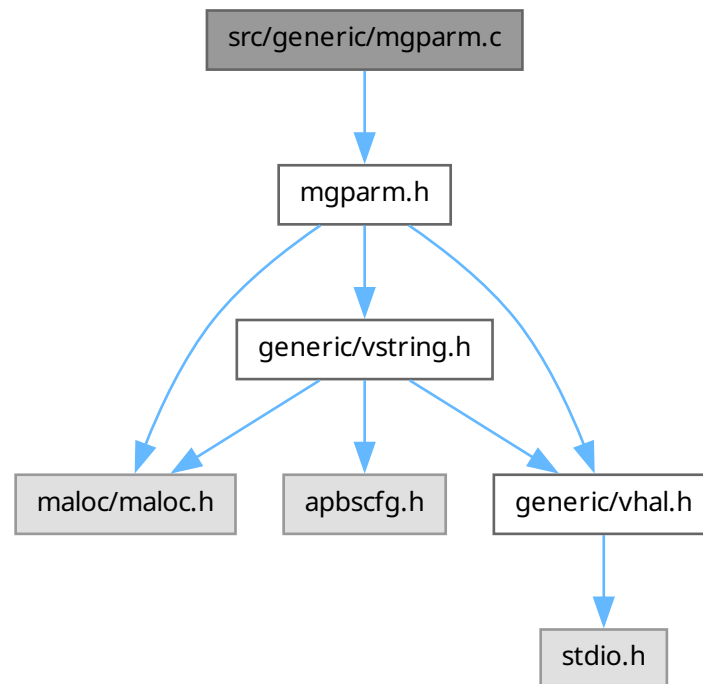 src/generic/mgparm.c
mgparm.h
generic/vstring.h
maloc/maloc.h
apbscfg.h
generic/vhal.h
stdio.h